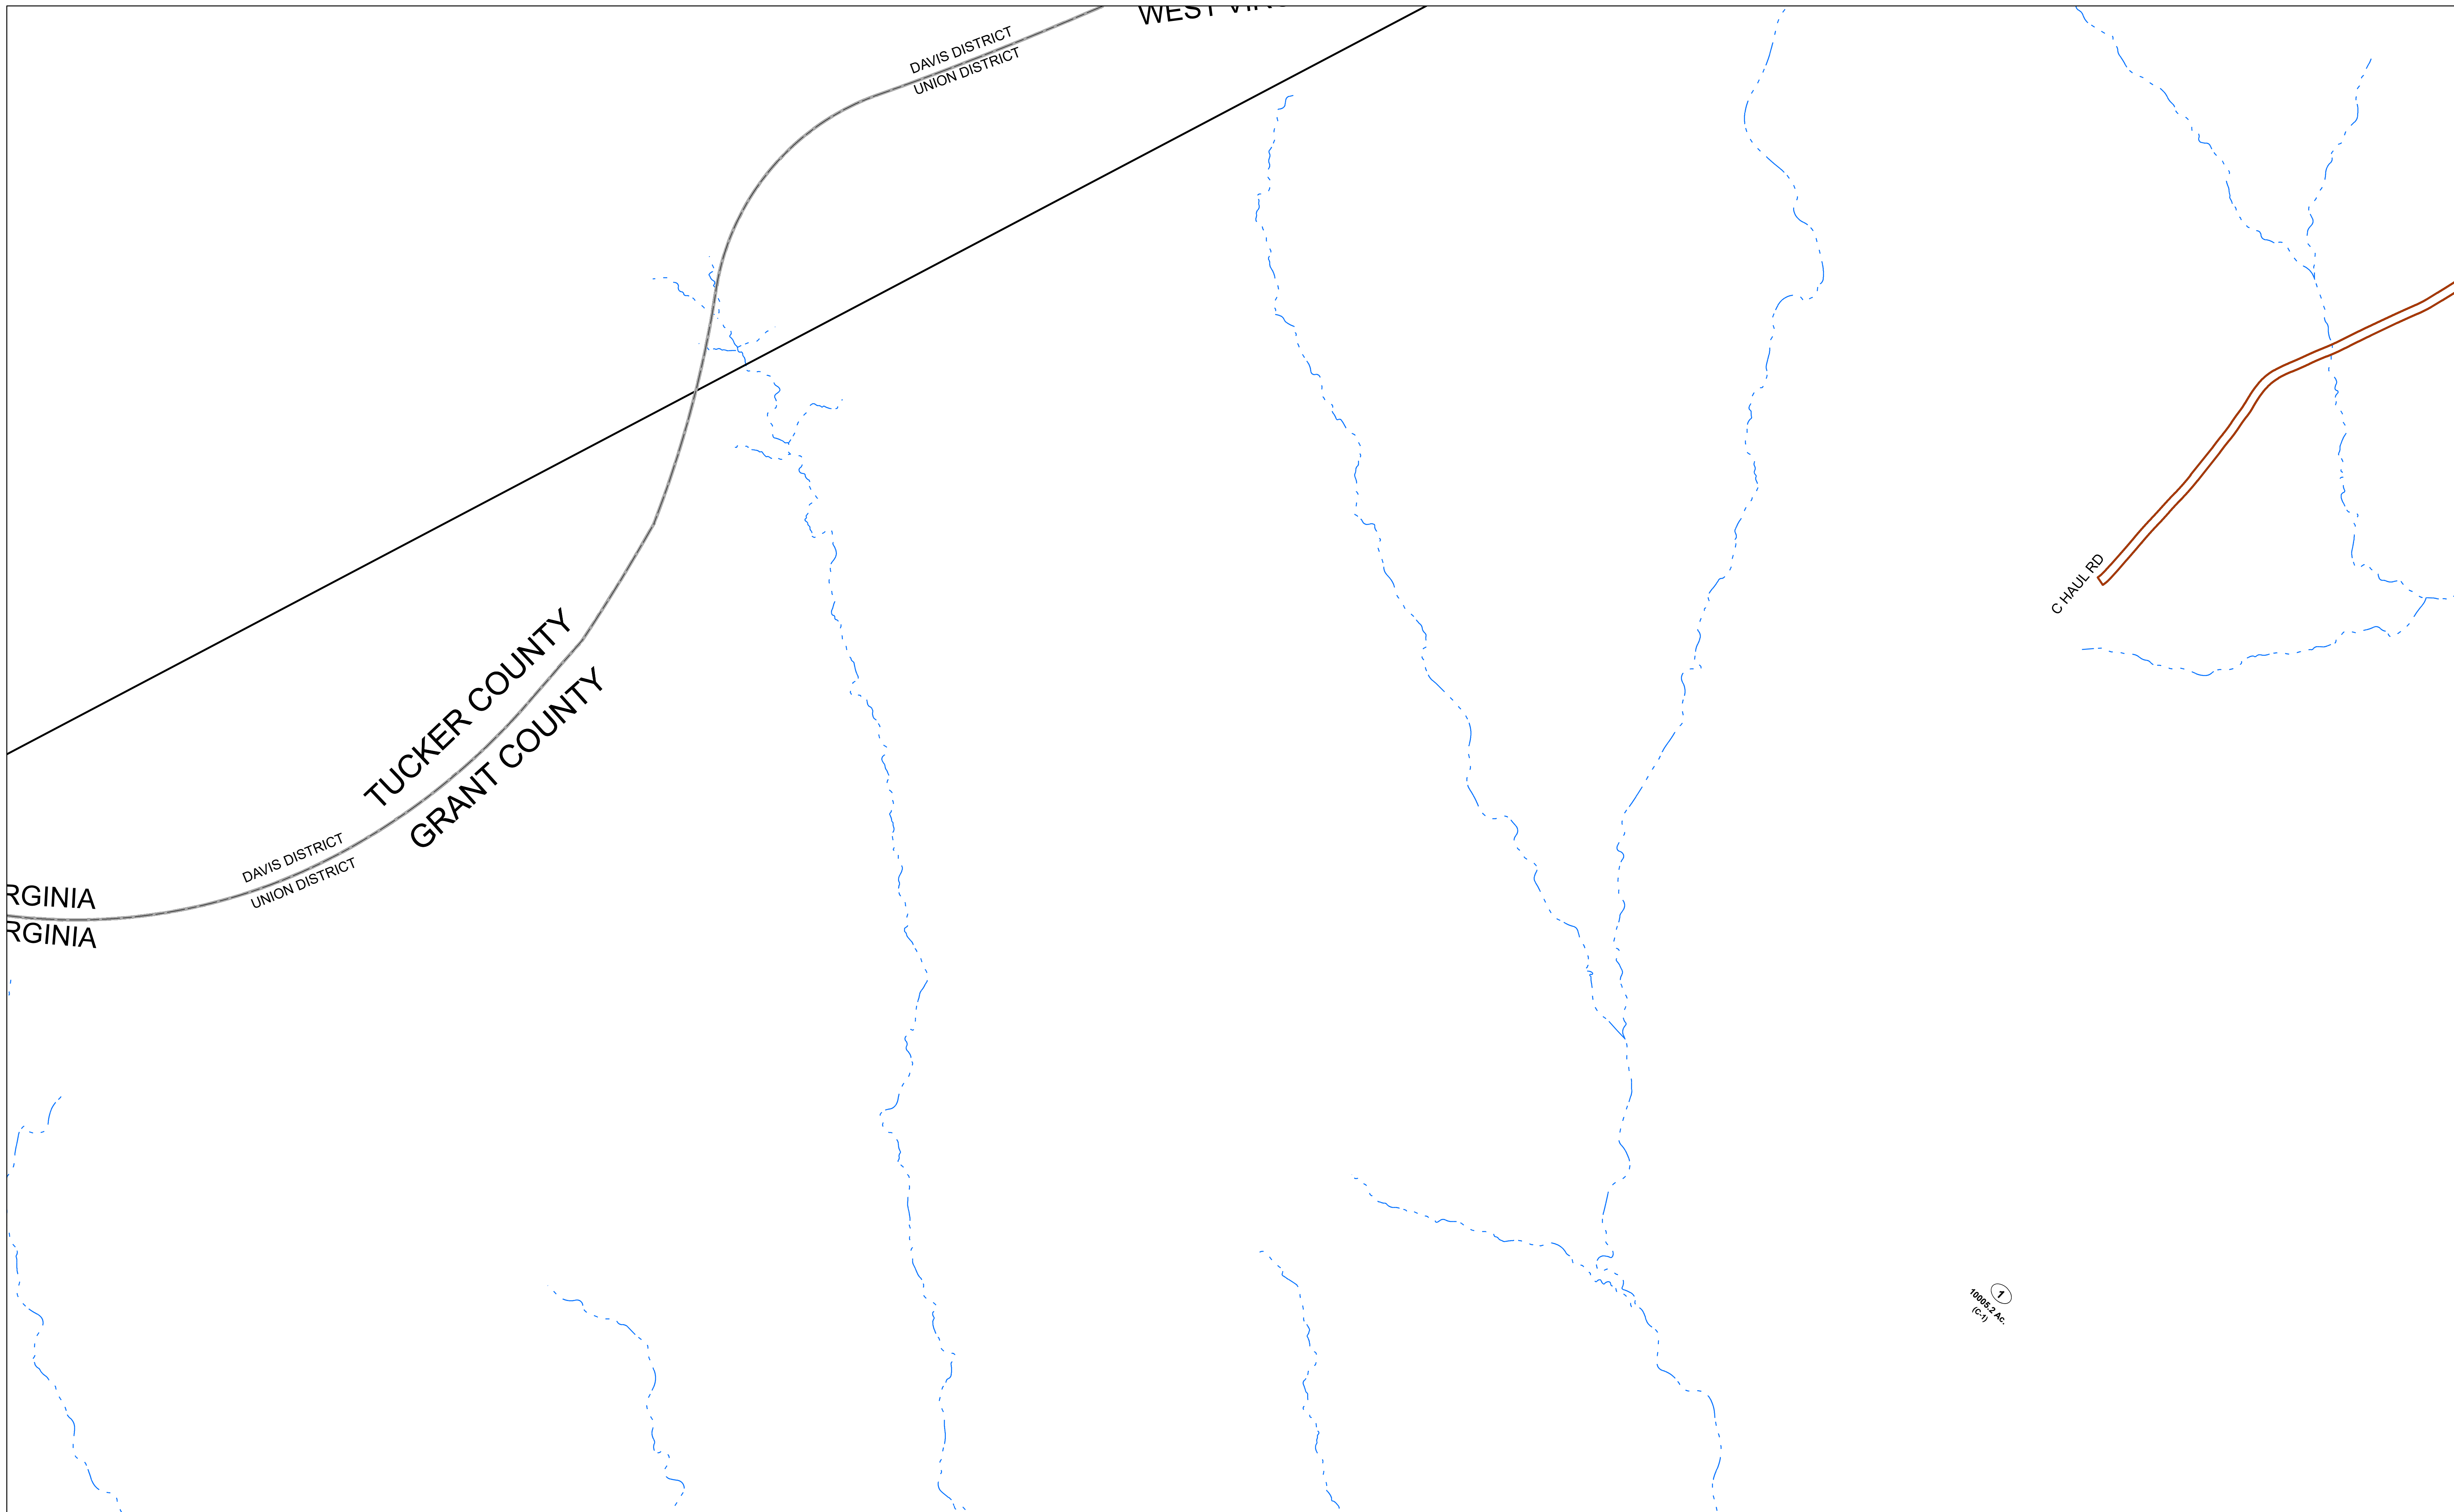 WEST
DAVIS DISTRICT
UNION DISTRICT
C HAUL RD
TUCKER COUNTY
GRANT COUNTY
DAVIS DISTRICT
UNION DISTRICT
RGINIA
RGINIA
1
10005.2 Ac.
(C-1)